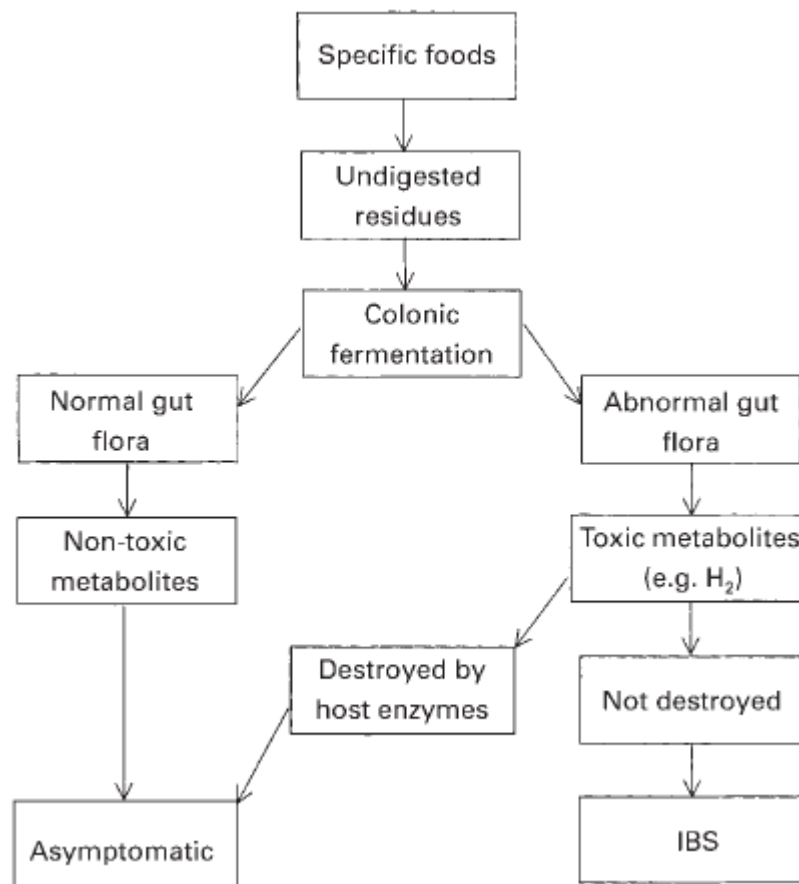 Specific foods
Undigested
residues
Colonic
fermentation
Normal gut
flora
Abnormal gut
flora
Non-toxic
metabolites
Toxic metabolites
(e.g. H₂)
Destroyed by
host enzymes
Not destroyed
Asymptomatic
IBS